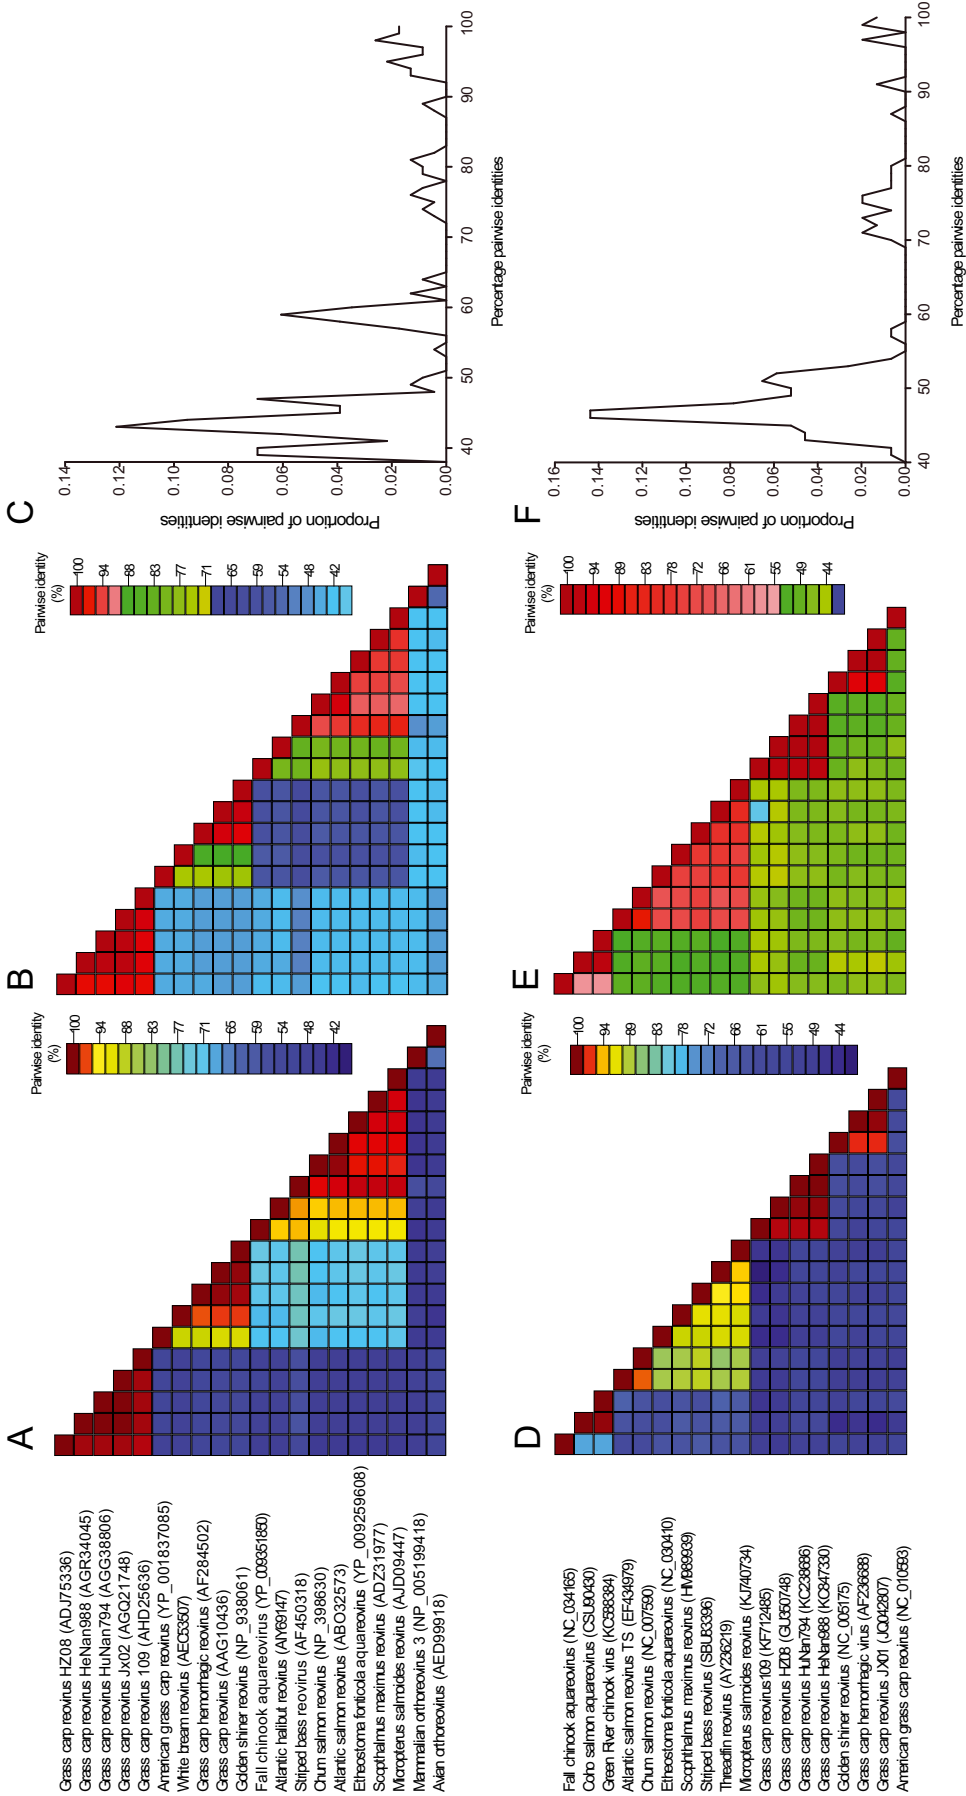 A
Grass carp reovirus HZ08 (ADJ75336)
Grass carp reovirus HeNan988 (AGR34045)
Grass carp reovirus HuNan794 (AGG38806)
Grass carp reovirus Jx02 (AGQ21748)
Grass carp reovirus 109 (AHD25636)
American grass carp reovirus (YP_001837085)
White bream reovirus (AEC53507)
Grass carp hemorrhagic reovirus (AF284502)
Grass carp reovirus (AAG10436)
Golden shiner reovirus (NP_938061)
Fall chinook aquareovirus (YP_009351850)
Atlantic halibut reovirus (AIY69147)
Striped bass reovirus (AF450318)
Chum salmon reovirus (NP_398630)
Atlantic salmon reovirus (ABO32573)
Etheostoma fonticola aquareovirus (YP_009259608)
Scopthalmus maximus reovirus (ADZ31977)
Micropterus salmoides reovirus (AJD09447)
Mammalian orthoreovirus 3 (NP_005199418)
Avian orthoreovirus (AED99918)
Pairwise identity
(%)
100
94
88
83
77
71
65
59
54
48
42
B
Pairwise identity
(%)
100
94
88
83
77
71
65
59
54
48
42
C
Proportion of pairwise identities
0.14
0.12
0.10
0.08
0.06
0.04
0.02
0.00
40 50 60 70 80 90 100
Percentage pairwise identities
D
Fall chinook aquareovirus (NC_034165)
Coho salmon aquareovirus (CSU90430)
Green River chinook virus (KC588384)
Atlantic salmon reovirus TS (EF434979)
Chum salmon reovirus (NC_007590)
Etheostoma fonticola aquareovirus (NC_030410)
Scophthalmus maximus reovirus (HM989939)
Striped bass reovirus (SBU83396)
Threadfin reovirus (AY236219)
Micropterus salmoides reovirus (KJ740734)
Grass carp reovirus109 (KF712485)
Grass carp reovirus HZ08 (GU350748)
Grass carp reovirus HuNan794 (KC238686)
Grass carp reovirus HeNan988 (KC847330)
Golden shiner reovirus (NC_005175)
Grass carp hemorrhagic virus (AF236688)
Grass carp reovirus JX01 (JQ042807)
American grass carp reovirus (NC_010593)
Pairwise identity
(%)
100
94
89
83
78
72
66
61
55
49
44
E
Pairwise identity
(%)
100
94
89
83
78
72
66
61
55
49
44
F
Proportion of pairwise identities
0.16
0.14
0.12
0.10
0.08
0.06
0.04
0.02
0.00
40 50 60 70 80 90 100
Percentage pairwise identities